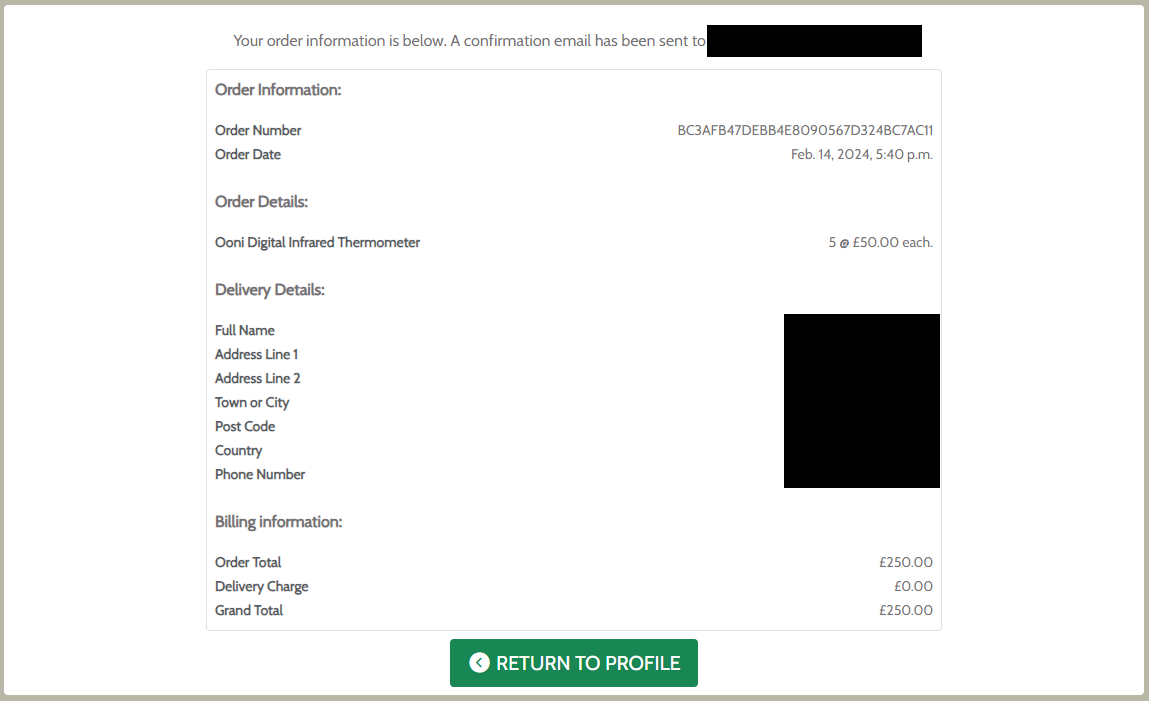 Your order information is below. A confirmation email has been sent to
Order Information:
Order Number BC3AFB47DEBB4E8090567D324BC7AC11
Order Date Feb. 14, 2024, 5:40 p.m.
Order Details:
Ooni Digital Infrared Thermometer 5 @ £50.00 each.
Delivery Details:
Full Name
Address Line 1
Address Line 2
Town or City
Post Code
Country
Phone Number
Billing information:
Order Total £250.00
Delivery Charge £0.00
Grand Total £250.00
RETURN TO PROFILE